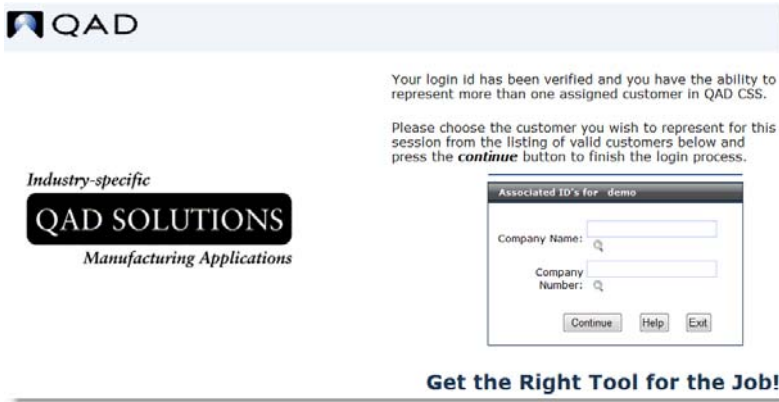 QAD
Your login id has been verified and you have the ability to
represent more than one assigned customer in QAD CSS.
Please choose the customer you wish to represent for this
session from the listing of valid customers below and
press the continue button to finish the login process.
Industry-specific
QAD SOLUTIONS
Manufacturing Applications
Associated ID's for demo
Company Name:
Company
Number:
Continue Help Exit
Get the Right Tool for the Job!